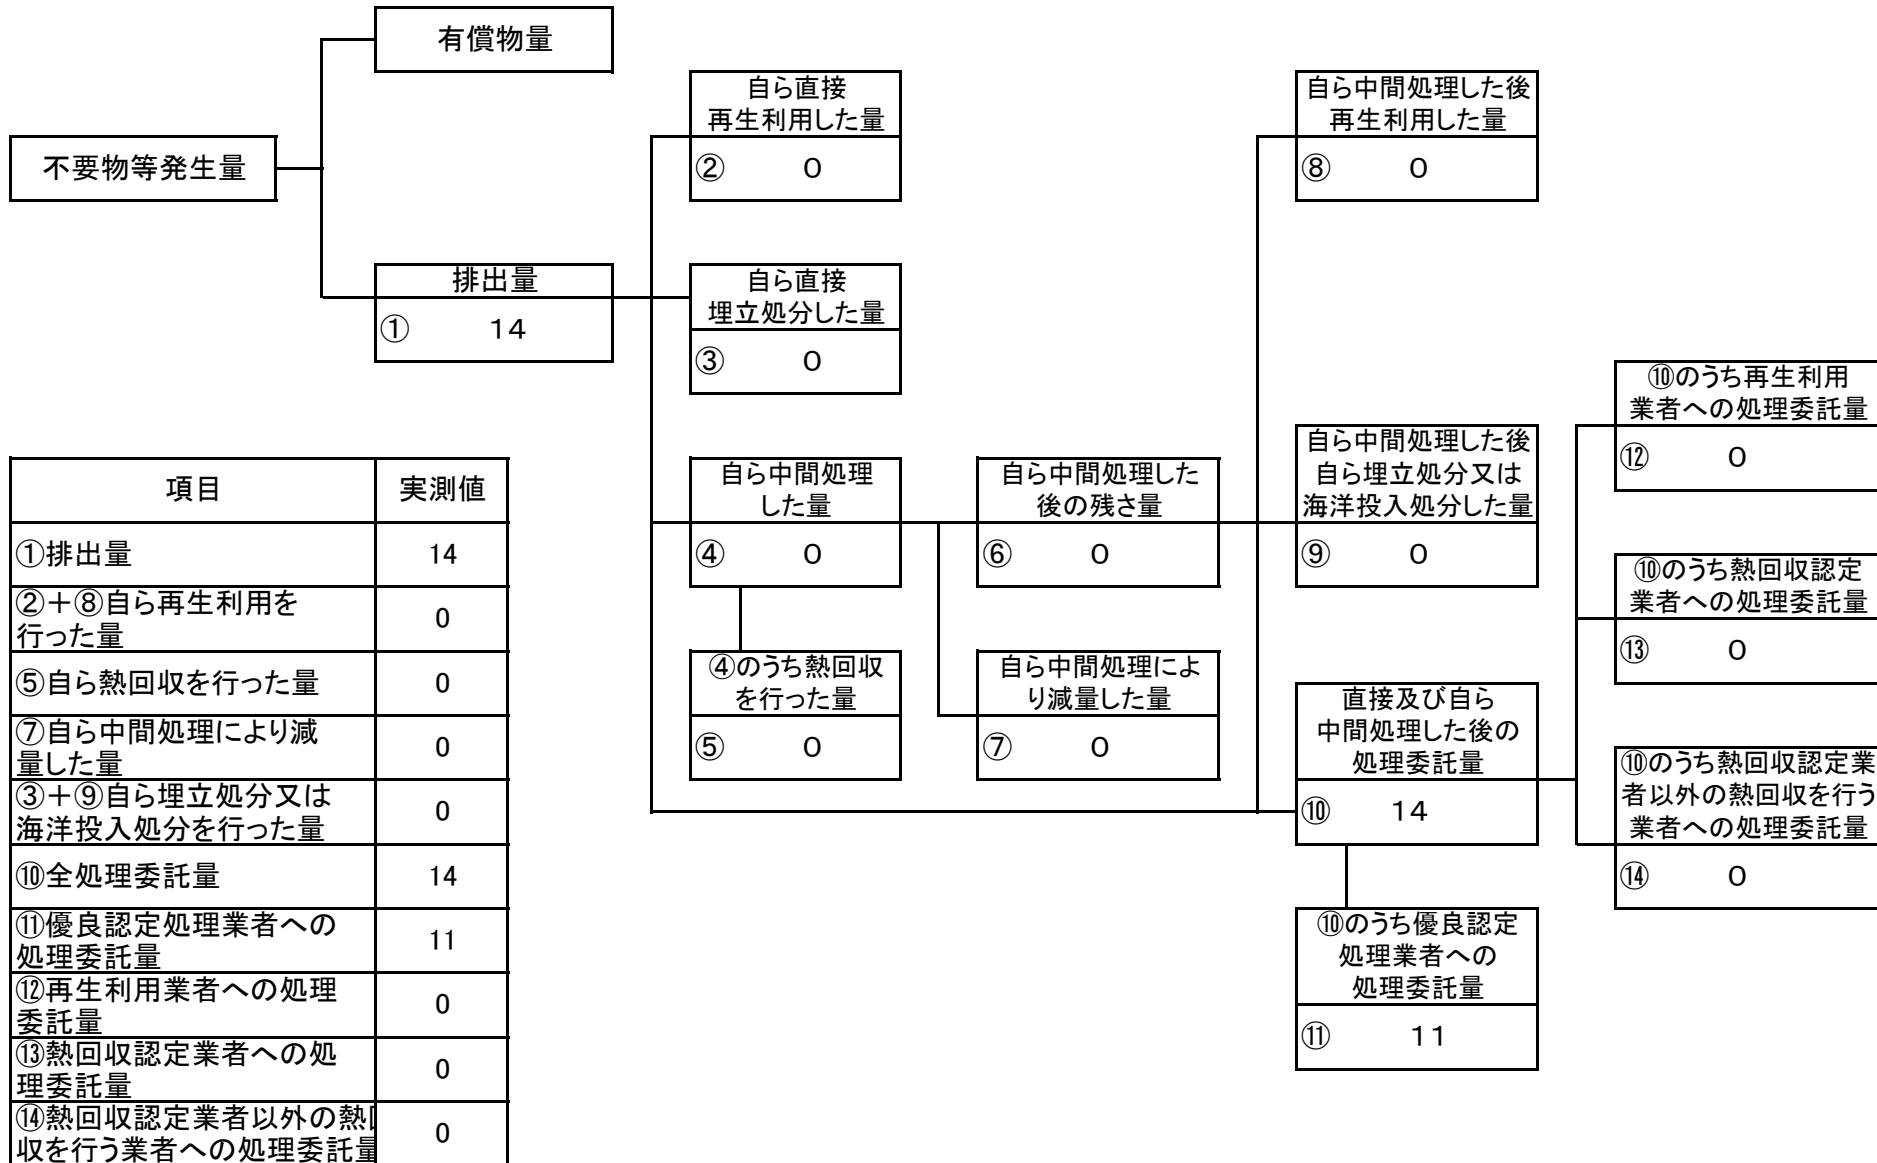 有償物量
不要物等発生量
排出量
① 14
自ら直接
再生利用した量
② 0
自ら直接
埋立処分した量
③ 0
自ら中間処理
した量
④ 0
④のうち熱回収
を行った量
⑤ 0
自ら中間処理した
後の残さ量
⑥ 0
自ら中間処理によ
り減量した量
⑦ 0
自ら中間処理した後
再生利用した量
⑧ 0
自ら中間処理した後
自ら埋立処分又は
海洋投入処分した量
⑨ 0
直接及び自ら
中間処理した後の
処理委託量
⑩ 14
⑩のうち優良認定
処理業者への
処理委託量
⑪ 11
⑩のうち再生利用
業者への処理委託量
⑫ 0
⑩のうち熱回収認定
業者への処理委託量
⑬ 0
⑩のうち熱回収認定業
者以外の熱回収を行う
業者への処理委託量
⑭ 0
項目 実測値
①排出量 14
②+⑧自ら再生利用を
行った量 0
⑤自ら熱回収を行った量 0
⑦自ら中間処理により減
量した量 0
③+⑨自ら埋立処分又は
海洋投入処分を行った量 0
⑩全処理委託量 14
⑪優良認定処理業者への
処理委託量 11
⑫再生利用業者への処理
委託量 0
⑬熱回収認定業者への処
理委託量 0
⑭熱回収認定業者以外の熱
収を行う業者への処理委託量 0